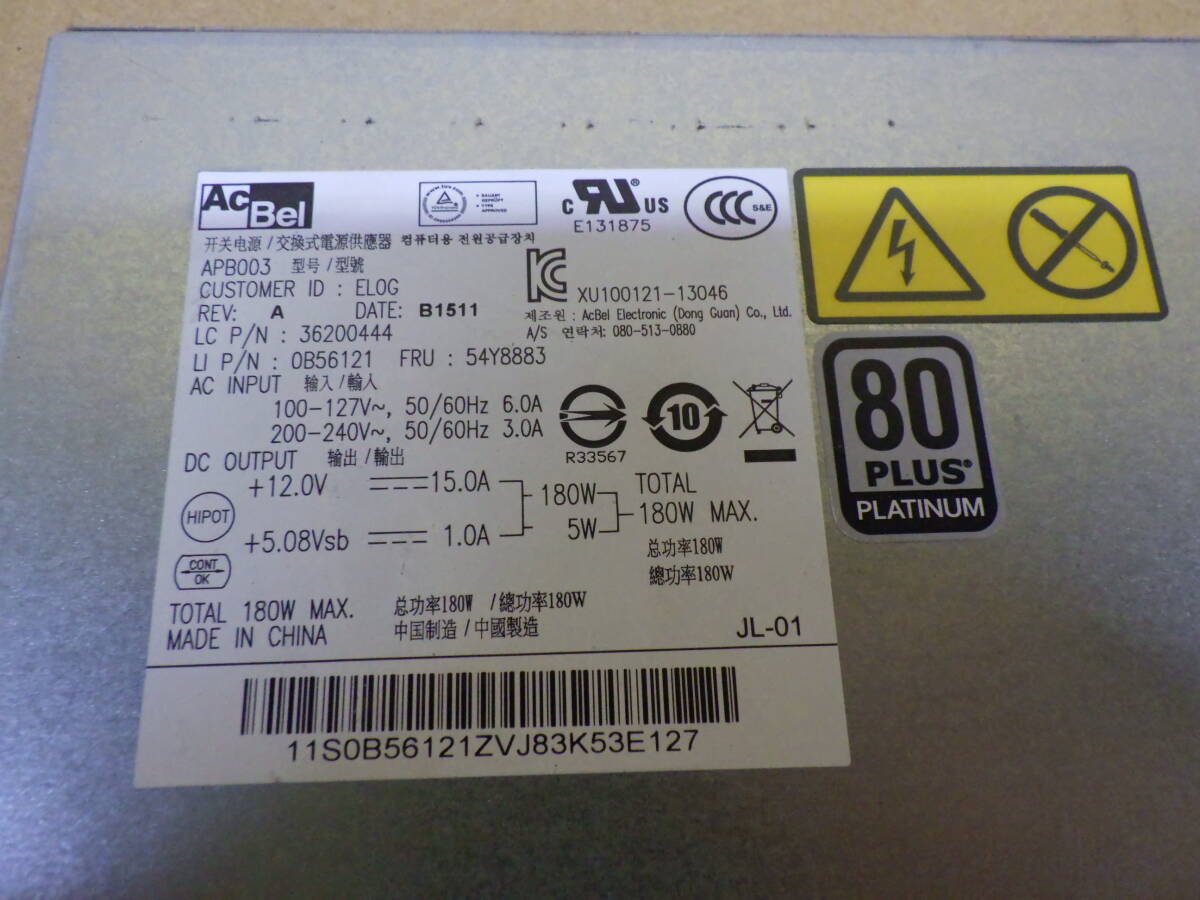 AcBel
BAUART GEPRÜFT
TYPE APPROVED
C RU US
E131875
CCC S&E
开关电源 / 交換式電源供應器 컴퓨터용 전원공급장치
APB003 型号 / 型號
CUSTOMER ID : ELOG
REV: A DATE: B1511
LC P/N : 36200444
LI P/N : 0B56121 FRU : 54Y8883
XU100121-13046
제조원 : AcBel Electronic (Dong Guan) Co., Ltd.
A/S 연락처: 080-513-0880
AC INPUT 输入 / 輸入
100-127V~, 50/60Hz 6.0A
200-240V~, 50/60Hz 3.0A
R33567
10
DC OUTPUT 输出 / 輸出
+12.0V 15.0A 180W TOTAL
+5.08Vsb 1.0A 5W 180W MAX.
HIPOT
CONT OK
总功率180W
總功率180W
TOTAL 180W MAX. 总功率180W / 總功率180W
MADE IN CHINA 中国制造 / 中國製造
JL-01
11S0B56121ZVJ83K53E127
80
PLUS®
PLATINUM